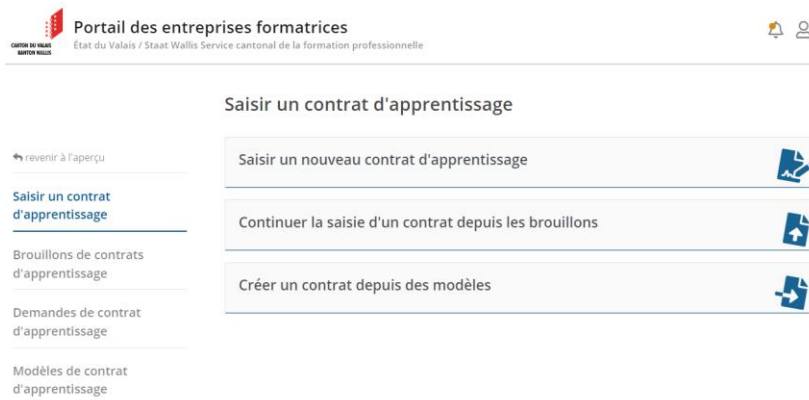 Portail des entreprises formatrices
État du Valais / Staat Wallis Service cantonal de la formation professionnelle
CANTON DU VALAIS
KANTON WALLIS
Saisir un contrat d'apprentissage
revenir à l'aperçu
Saisir un contrat
d'apprentissage
Brouillons de contrats
d'apprentissage
Demandes de contrat
d'apprentissage
Modèles de contrat
d'apprentissage
Saisir un nouveau contrat d'apprentissage
Continuer la saisie d'un contrat depuis les brouillons
Créer un contrat depuis des modèles